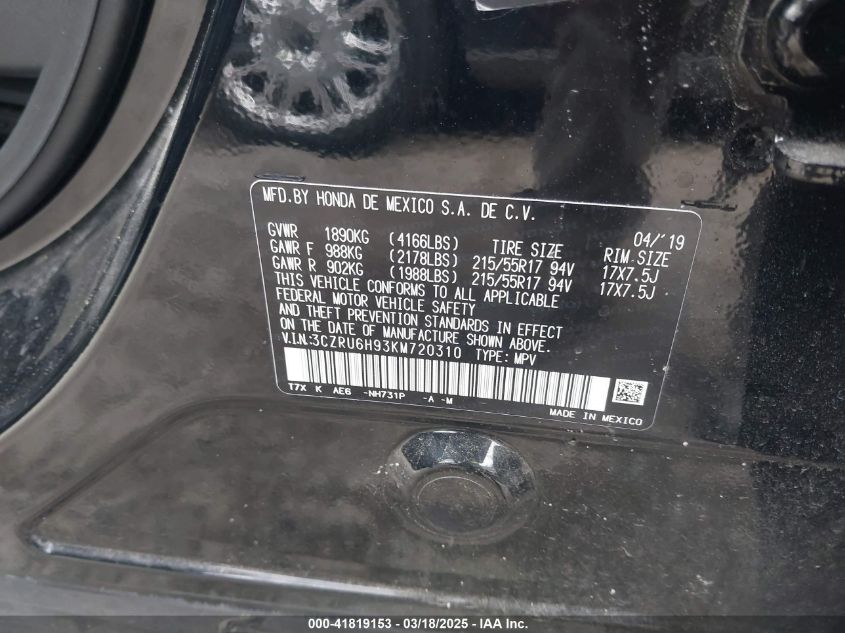 MFD.BY HONDA DE MEXICO S.A. DE C.V.
04/'19
GVWR 1890KG (4166LBS) TIRE SIZE RIM SIZE
GAWR F 988KG (2178LBS) 215/55R17 94V 17X7.5J
GAWR R 902KG (1988LBS) 215/55R17 94V 17X7.5J
THIS VEHICLE CONFORMS TO ALL APPLICABLE
FEDERAL MOTOR VEHICLE SAFETY
AND THEFT PREVENTION STANDARDS IN EFFECT
ON THE DATE OF MANUFACTURE SHOWN ABOVE.
V.I.N:3CZRU6H93KM720310 TYPE: MPV
T7X K AE6 -NH731P -A -M
MADE IN MEXICO
000-41819153 - 03/18/2025 - IAA Inc.